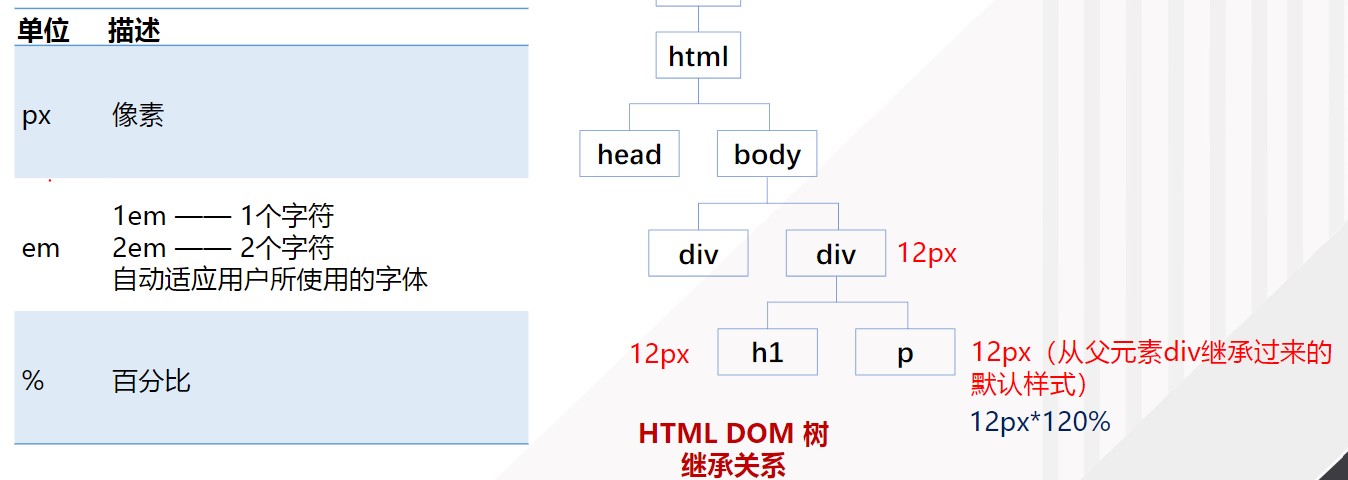 单位 描述
px 像素
em
1em —— 1个字符
2em —— 2个字符
自动适应用户所使用的字体
% 百分比
html
head body
div div 12px
12px h1 p
12px（从父元素div继承过来的
默认样式）
12px*120%
HTML DOM 树
继承关系